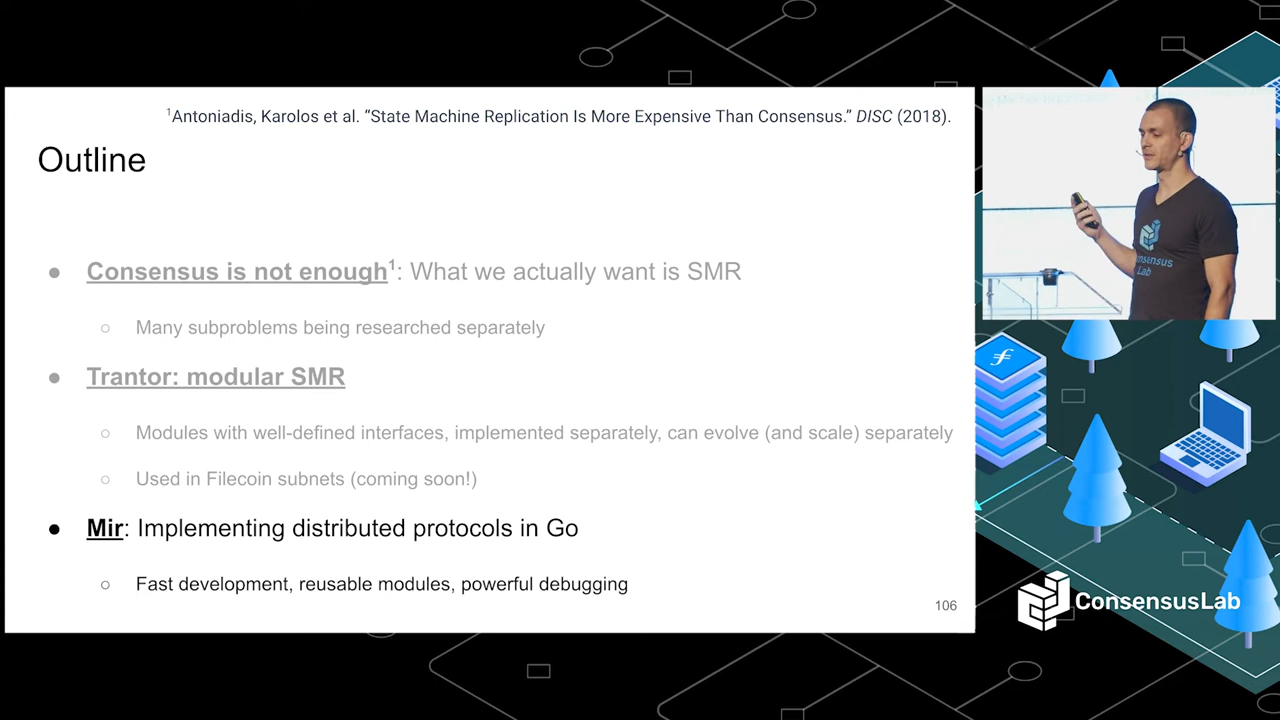 ¹Antoniadis, Karolos et al. “State Machine Replication Is More Expensive Than Consensus.” DISC (2018).
Outline
● Consensus is not enough¹: What we actually want is SMR
○ Many subproblems being researched separately
● Trantor: modular SMR
○ Modules with well-defined interfaces, implemented separately, can evolve (and scale) separately
○ Used in Filecoin subnets (coming soon!)
● Mir: Implementing distributed protocols in Go
○ Fast development, reusable modules, powerful debugging
106
Consensus
Lab
ConsensusLab